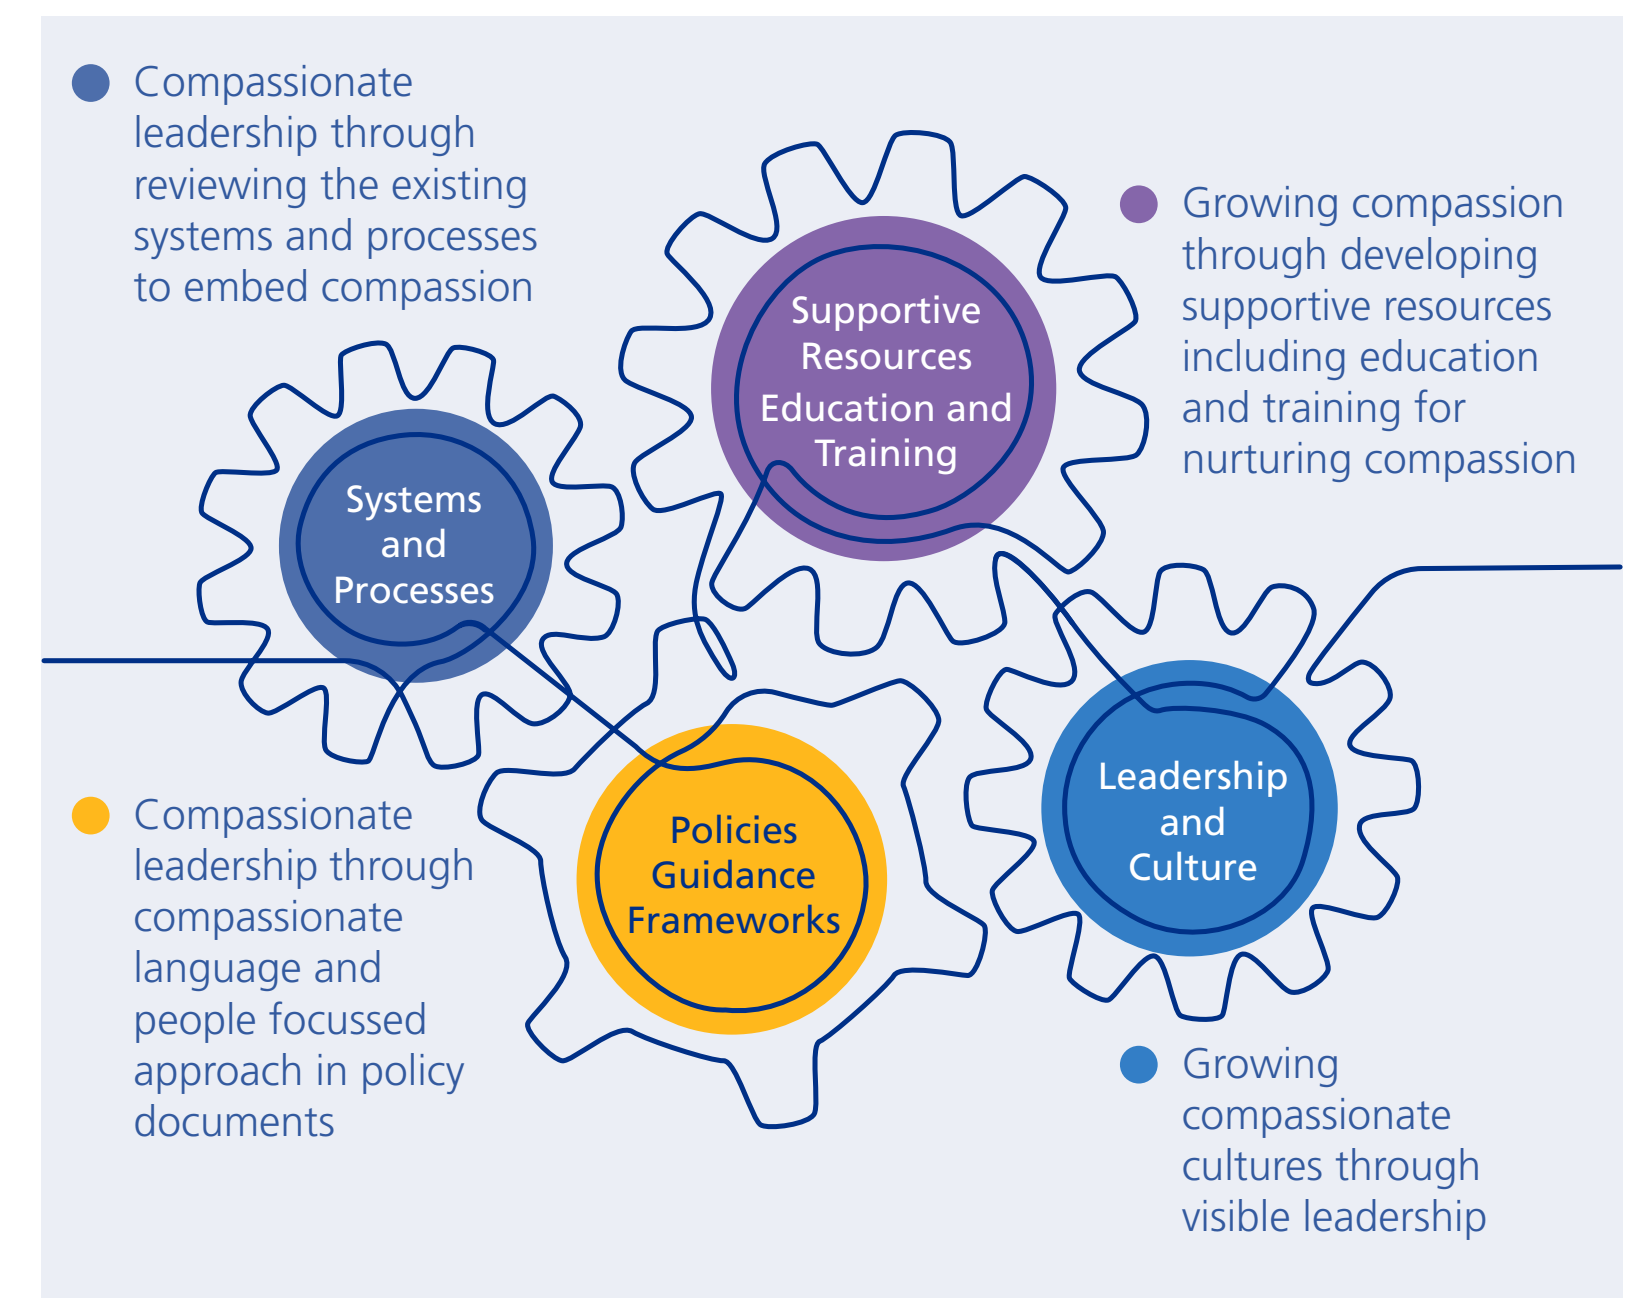 Compassionate
leadership through
reviewing the existing
systems and processes
to embed compassion
Growing compassion
through developing
supportive resources
including education
and training for
nurturing compassion
Supportive
Resources
Education and
Training
Systems
and
Processes
Policies
Guidance
Frameworks
Leadership
and
Culture
Compassionate
leadership through
compassionate
language and
people focussed
approach in policy
documents
Growing
compassionate
cultures through
visible leadership